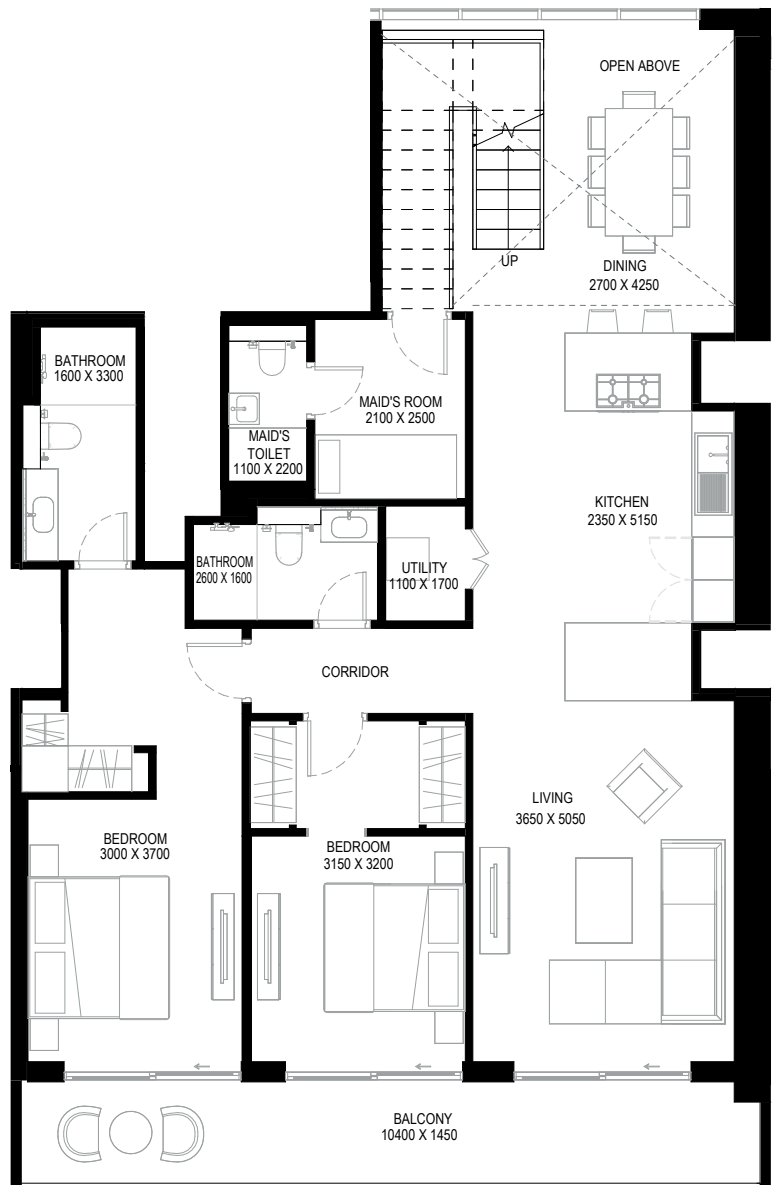 OPEN ABOVE
UP
DINING
2700 X 4250
BATHROOM
1600 X 3300
MAID'S ROOM
2100 X 2500
MAID'S
TOILET
1100 X 2200
KITCHEN
2350 X 5150
BATHROOM
2600 X 1600
UTILITY
1100 X 1700
CORRIDOR
LIVING
3650 X 5050
BEDROOM
3000 X 3700
BEDROOM
3150 X 3200
BALCONY
10400 X 1450